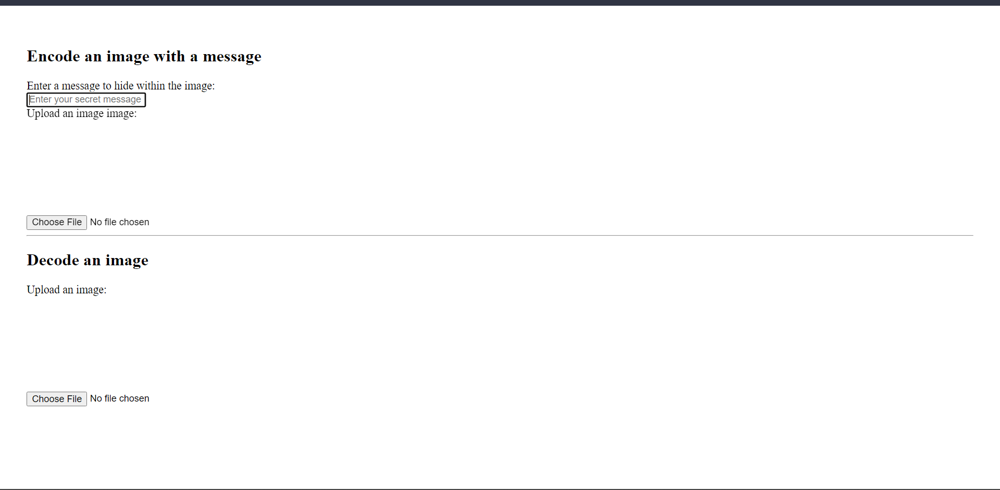 Encode an image with a message
Enter a message to hide within the image:
Enter your secret message
Upload an image image:
Choose File No file chosen
Decode an image
Upload an image:
Choose File No file chosen